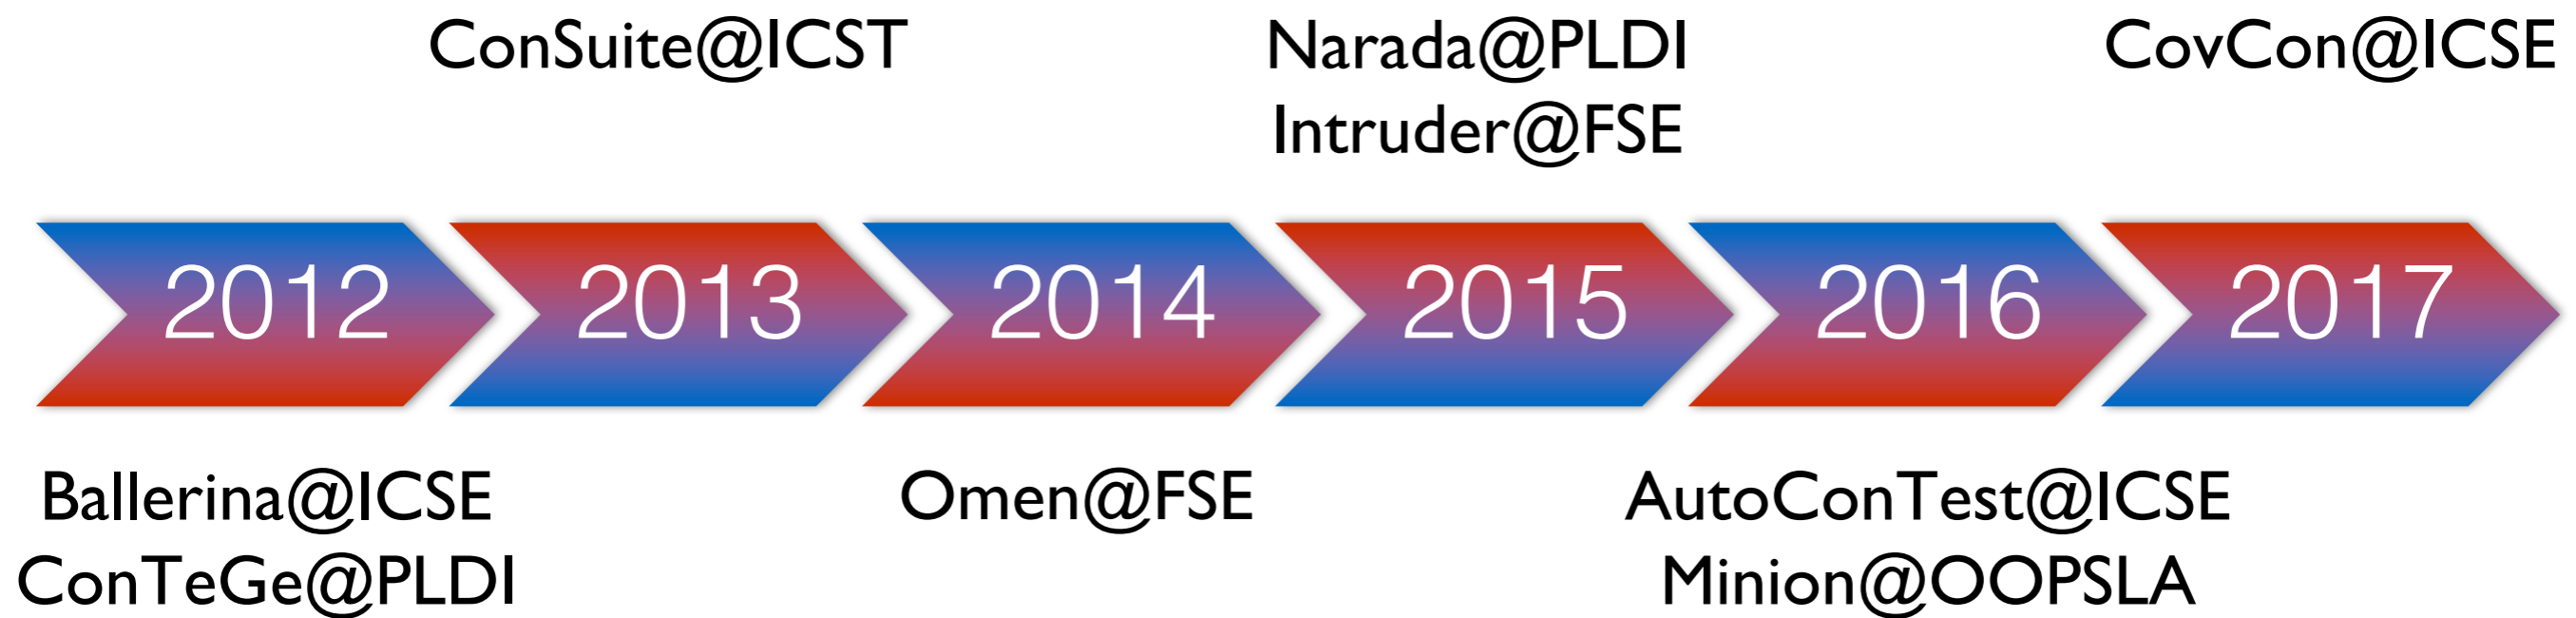 ConSuite@ICST
Narada@PLDI
CovCon@ICSE
Intruder@FSE
2012
2013
2014
2015
2016
2017
Ballerina@ICSE
Omen@FSE
AutoConTest@ICSE
ConTeGe@PLDI
Minion@OOPSLA